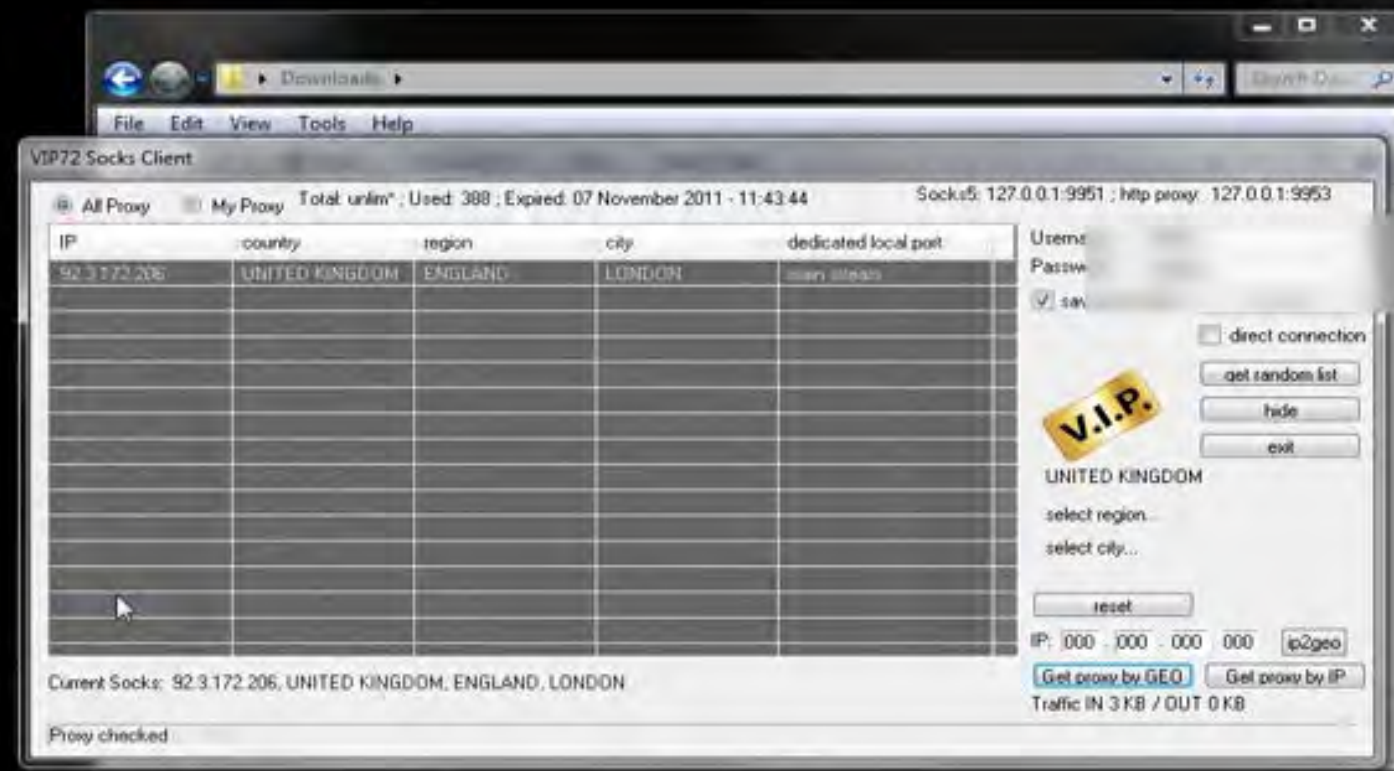 Downloads
File Edit View Tools Help
VIP72 Socks Client
All Proxy My Proxy Total: unlim* ; Used: 388 ; Expired: 07 November 2011 - 11:43:44 Socks5: 127.0.0.1:9951 ; http proxy: 127.0.0.1:9953
IP country region city dedicated local port
92.3.172.206 UNITED KINGDOM ENGLAND LONDON main
direct connection
get random list
hide
V.I.P.
exit
UNITED KINGDOM
select region...
select city...
reset
IP: 000 . 000 . 000 . 000 ip2geo
Current Socks: 92.3.172.206, UNITED KINGDOM, ENGLAND, LONDON
Get proxy by GEO Get proxy by IP
Traffic IN 3 KB / OUT 0 KB
Proxy checked